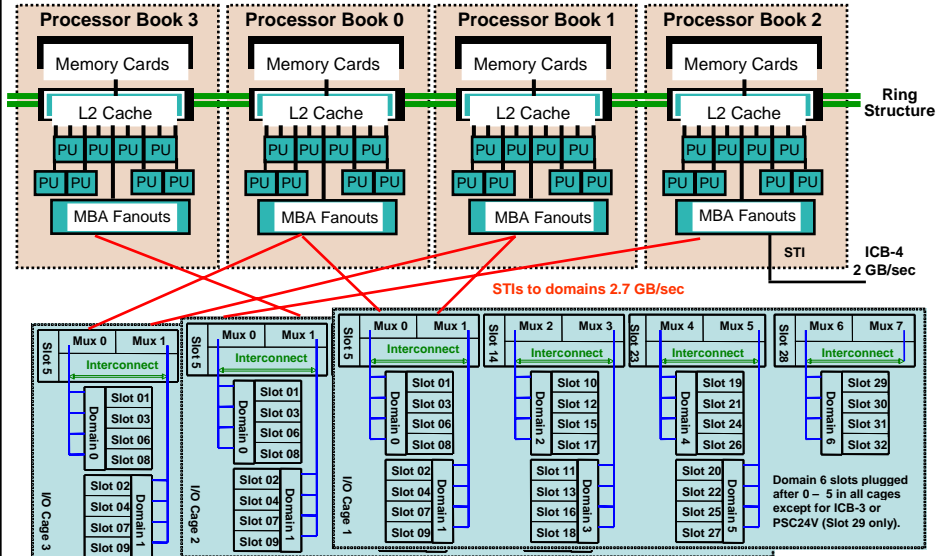 Processor Book 3
Processor Book 0
Processor Book 1
Processor Book 2
Memory Cards
Memory Cards
Memory Cards
Memory Cards
L2 Cache
L2 Cache
L2 Cache
L2 Cache
Ring
Structure
PU PU PU PU
PU PU PU PU
PU PU PU PU
PU PU PU PU
PU PU PU PU
PU PU PU PU
PU PU PU PU
PU PU PU PU
MBA Fanouts
MBA Fanouts
MBA Fanouts
MBA Fanouts
STI
ICB-4
2 GB/sec
STIs to domains 2.7 GB/sec
Slot 5
Mux 0 Mux 1
Interconnect
Domain 0
Slot 01
Slot 03
Slot 06
Slot 08
Slot 02
Slot 04
Slot 07
Slot 09
Domain 1
I/O Cage 3
Slot 5
Mux 0 Mux 1
Interconnect
Domain 0
Slot 01
Slot 03
Slot 06
Slot 08
Slot 02
Slot 04
Slot 07
Slot 09
Domain 1
I/O Cage 2
Slot 5
Mux 0 Mux 1
Interconnect
Domain 0
Slot 01
Slot 03
Slot 06
Slot 08
Slot 02
Slot 04
Slot 07
Slot 09
Domain 1
I/O Cage 1
Slot 14
Mux 2 Mux 3
Interconnect
Domain 2
Slot 10
Slot 12
Slot 15
Slot 17
Slot 11
Slot 13
Slot 16
Slot 18
Domain 3
Slot 23
Mux 4 Mux 5
Interconnect
Domain 4
Slot 19
Slot 21
Slot 24
Slot 26
Slot 20
Slot 22
Slot 25
Slot 27
Domain 5
Slot 28
Mux 6 Mux 7
Interconnect
Domain 6
Slot 29
Slot 30
Slot 31
Slot 32
Domain 6 slots plugged
after 0 – 5 in all cages
except for ICB-3 or
PSC24V (Slot 29 only).